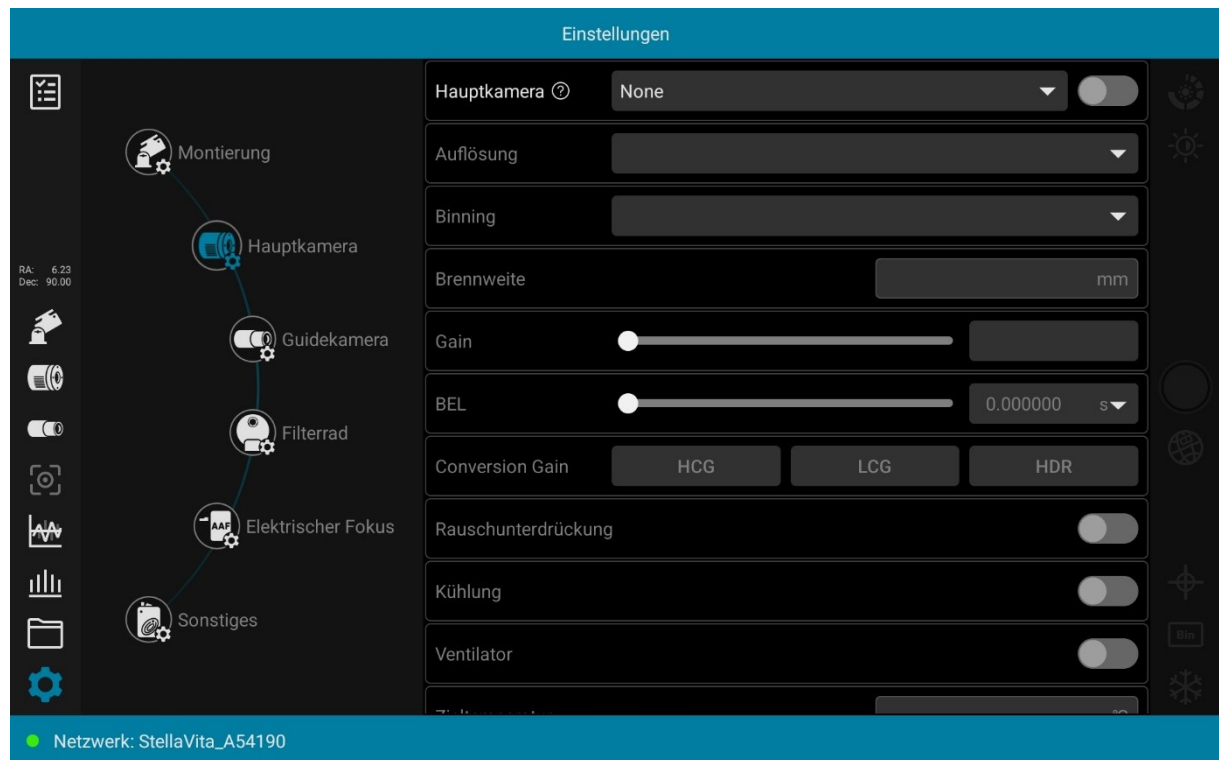 Einstellungen
Hauptkamera ? None
Montierung
Auflösung
Binning
Hauptkamera
RA: 6.23
Dec: 90.00
Brennweite mm
Guidekamera
Gain
BEL 0.000000 s
Filterrad
Conversion Gain HCG LCG HDR
AAF
Elektrischer Fokus
Rauschunterdrückung
Kühlung
Sonstiges
Bin
Ventilator
Netzwerk: StellaVita_A54190